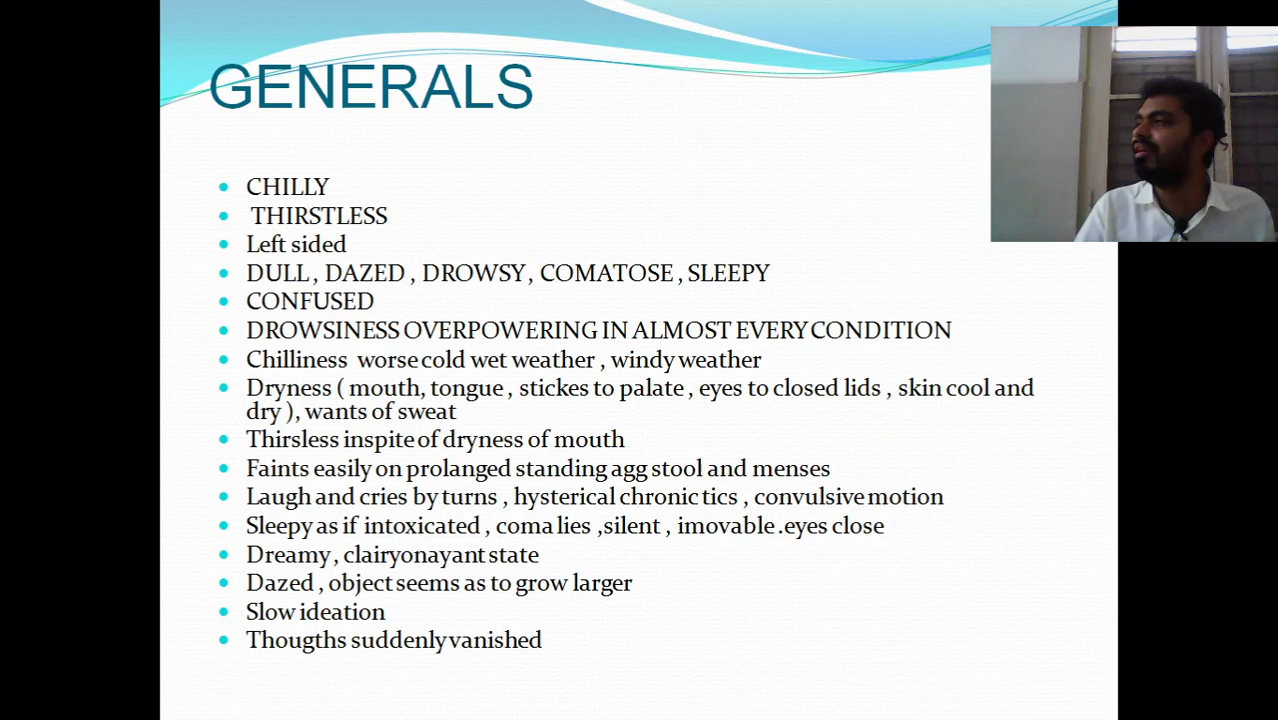 GENERALS
CHILLY
THIRSTLESS
Left sided
DULL , DAZED , DROWSY , COMATOSE , SLEEPY
CONFUSED
DROWSINESS OVERPOWERING IN ALMOST EVERY CONDITION
Chilliness worse cold wet weather , windy weather
Dryness ( mouth, tongue , stickes to palate , eyes to closed lids , skin cool and
dry ), wants of sweat
Thirsless inspite of dryness of mouth
Faints easily on prolanged standing agg stool and menses
Laugh and cries by turns , hysterical chronic tics , convulsive motion
Sleepy as if intoxicated , coma lies ,silent , imovable .eyes close
Dreamy , clairyonayant state
Dazed , object seems as to grow larger
Slow ideation
Thougths suddenly vanished